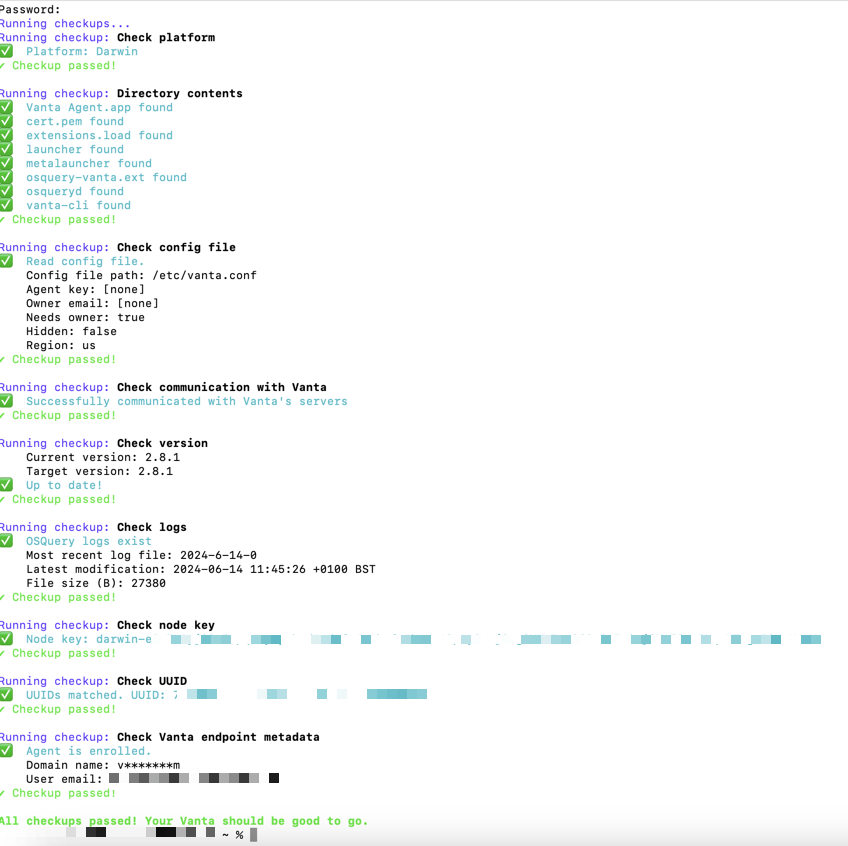 Password:
Running checkups...
Running checkup: Check platform
✅ Platform: Darwin
✔ Checkup passed!
Running checkup: Directory contents
✅ Vanta Agent.app found
✅ cert.pem found
✅ extensions.load found
✅ launcher found
✅ metalauncher found
✅ osquery-vanta.ext found
✅ osqueryd found
✅ vanta-cli found
✔ Checkup passed!
Running checkup: Check config file
✅ Read config file.
Config file path: /etc/vanta.conf
Agent key: [none]
Owner email: [none]
Needs owner: true
Hidden: false
Region: us
✔ Checkup passed!
Running checkup: Check communication with Vanta
✅ Successfully communicated with Vanta's servers
✔ Checkup passed!
Running checkup: Check version
Current version: 2.8.1
Target version: 2.8.1
✅ Up to date!
✔ Checkup passed!
Running checkup: Check logs
✅ OSQuery logs exist
Most recent log file: 2024-6-14-0
Latest modification: 2024-06-14 11:45:26 +0100 BST
File size (B): 27380
✔ Checkup passed!
Running checkup: Check node key
✅ Node key: darwin-e
✔ Checkup passed!
Running checkup: Check UUID
✅ UUIDs matched. UUID:
✔ Checkup passed!
Running checkup: Check Vanta endpoint metadata
✅ Agent is enrolled.
Domain name: v*******m
User email:
✔ Checkup passed!
All checkups passed! Your Vanta should be good to go.
~ %